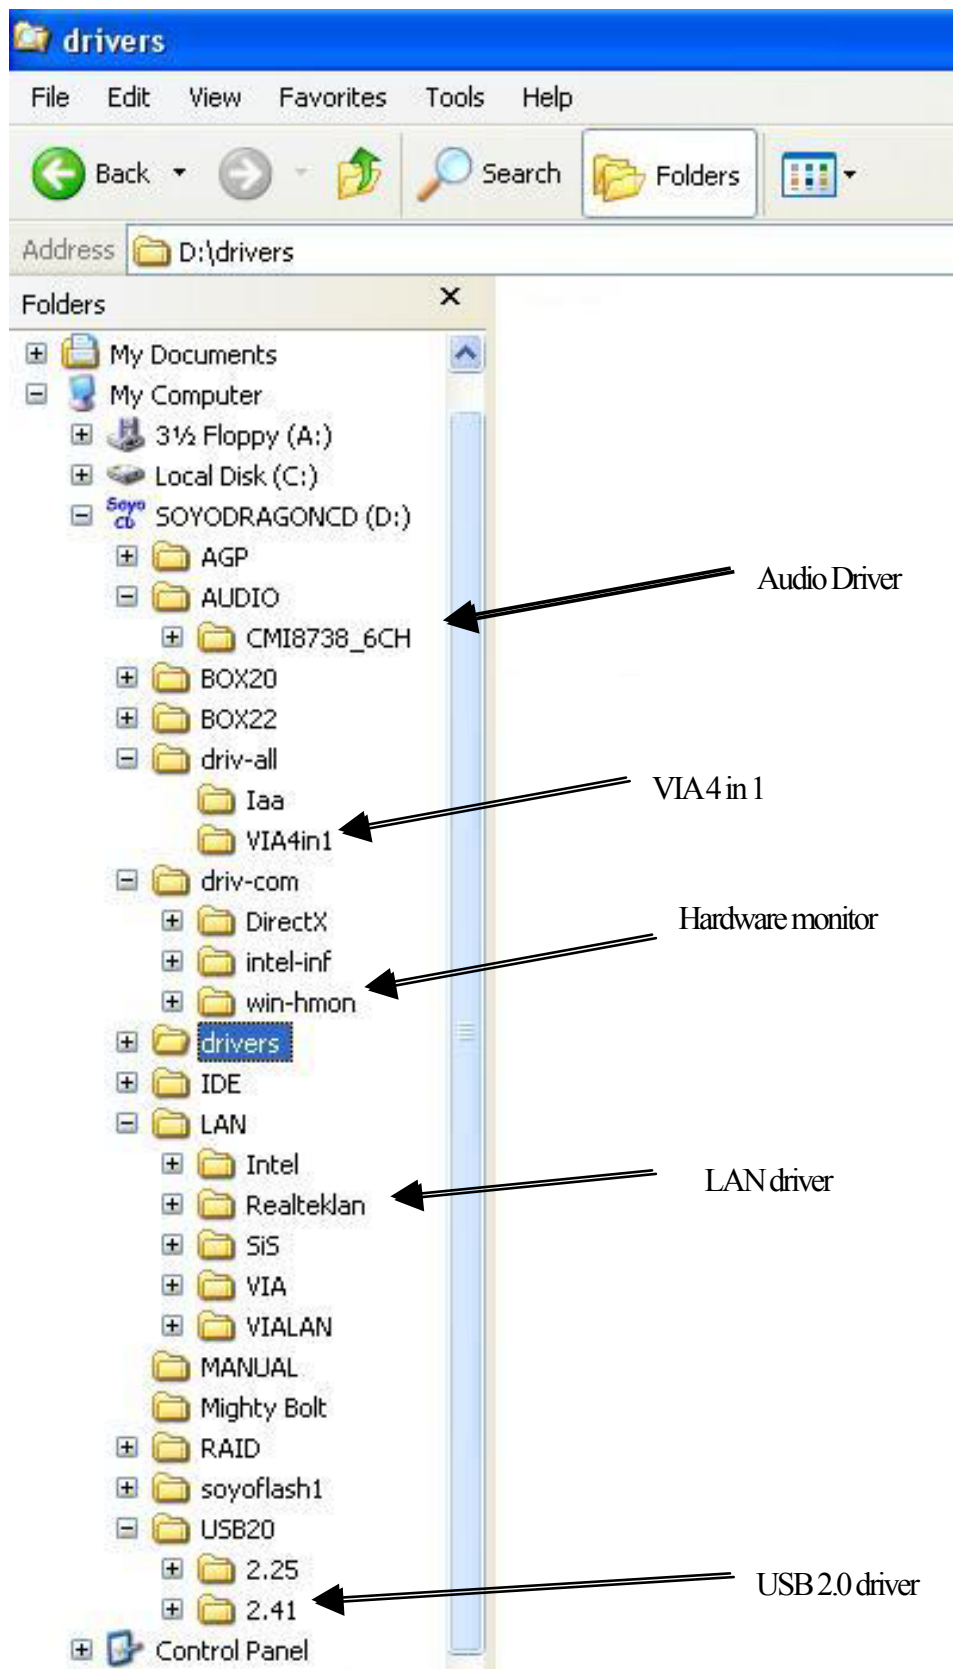 drivers
File Edit View Favorites Tools Help
Back Search Folders
Address D:\drivers
Folders
My Documents
My Computer
3½ Floppy (A:)
Local Disk (C:)
Soyo CD SOYODRAGONCD (D:)
AGP
Audio Driver
AUDIO
CMI8738_6CH
BOX20
BOX22
driv-all
VIA 4 in 1
Iaa
VIA4in1
driv-com
DirectX
Hardware monitor
intel-inf
win-hmon
drivers
IDE
LAN
Intel
LAN driver
Realteklan
SiS
VIA
VIALAN
MANUAL
Mighty Bolt
RAID
soyoflash1
USB20
2.25
USB 2.0 driver
2.41
Control Panel